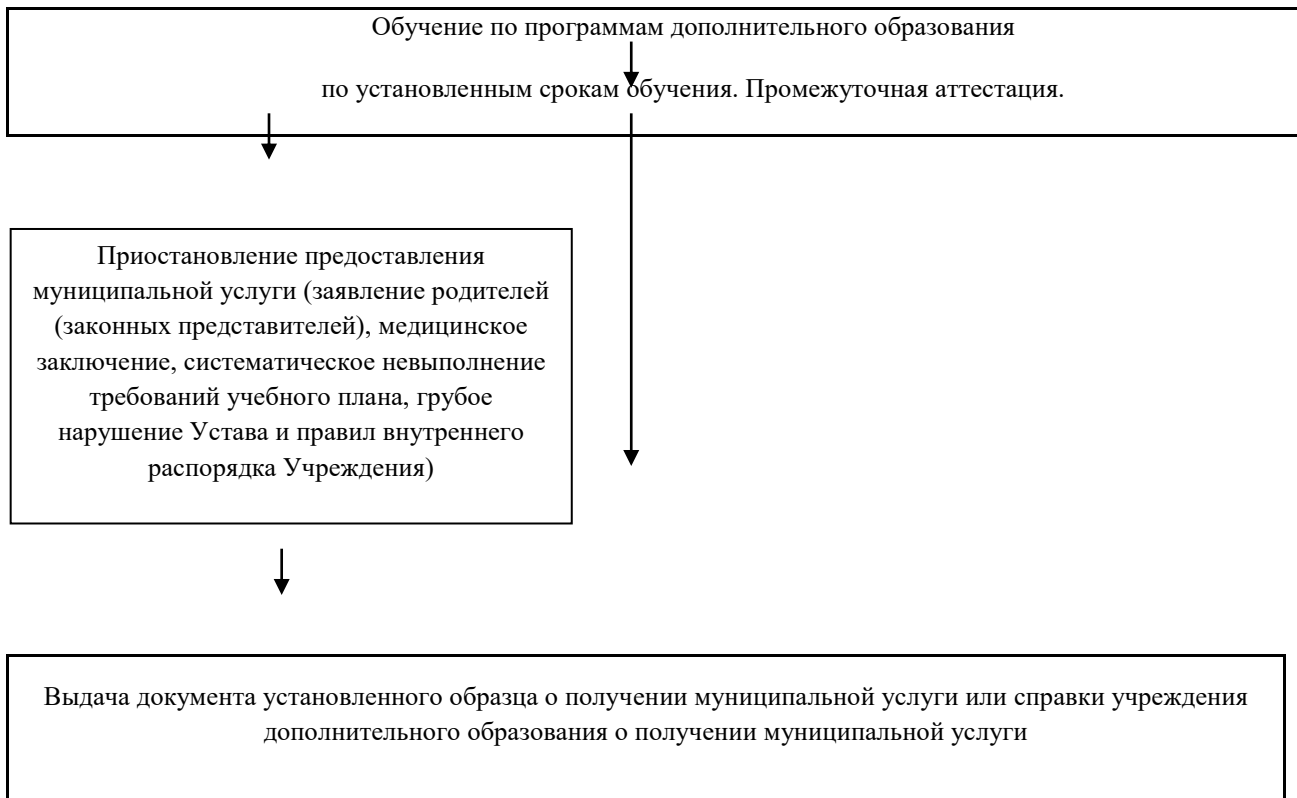 Обучение по программам дополнительного образования
по установленным срокам обучения. Промежуточная аттестация.
Приостановление предоставления
муниципальной услуги (заявление родителей
(законных представителей), медицинское
заключение, систематическое невыполнение
требований учебного плана, грубое
нарушение Устава и правил внутреннего
распорядка Учреждения)
Выдача документа установленного образца о получении муниципальной услуги или справки учреждения
дополнительного образования о получении муниципальной услуги